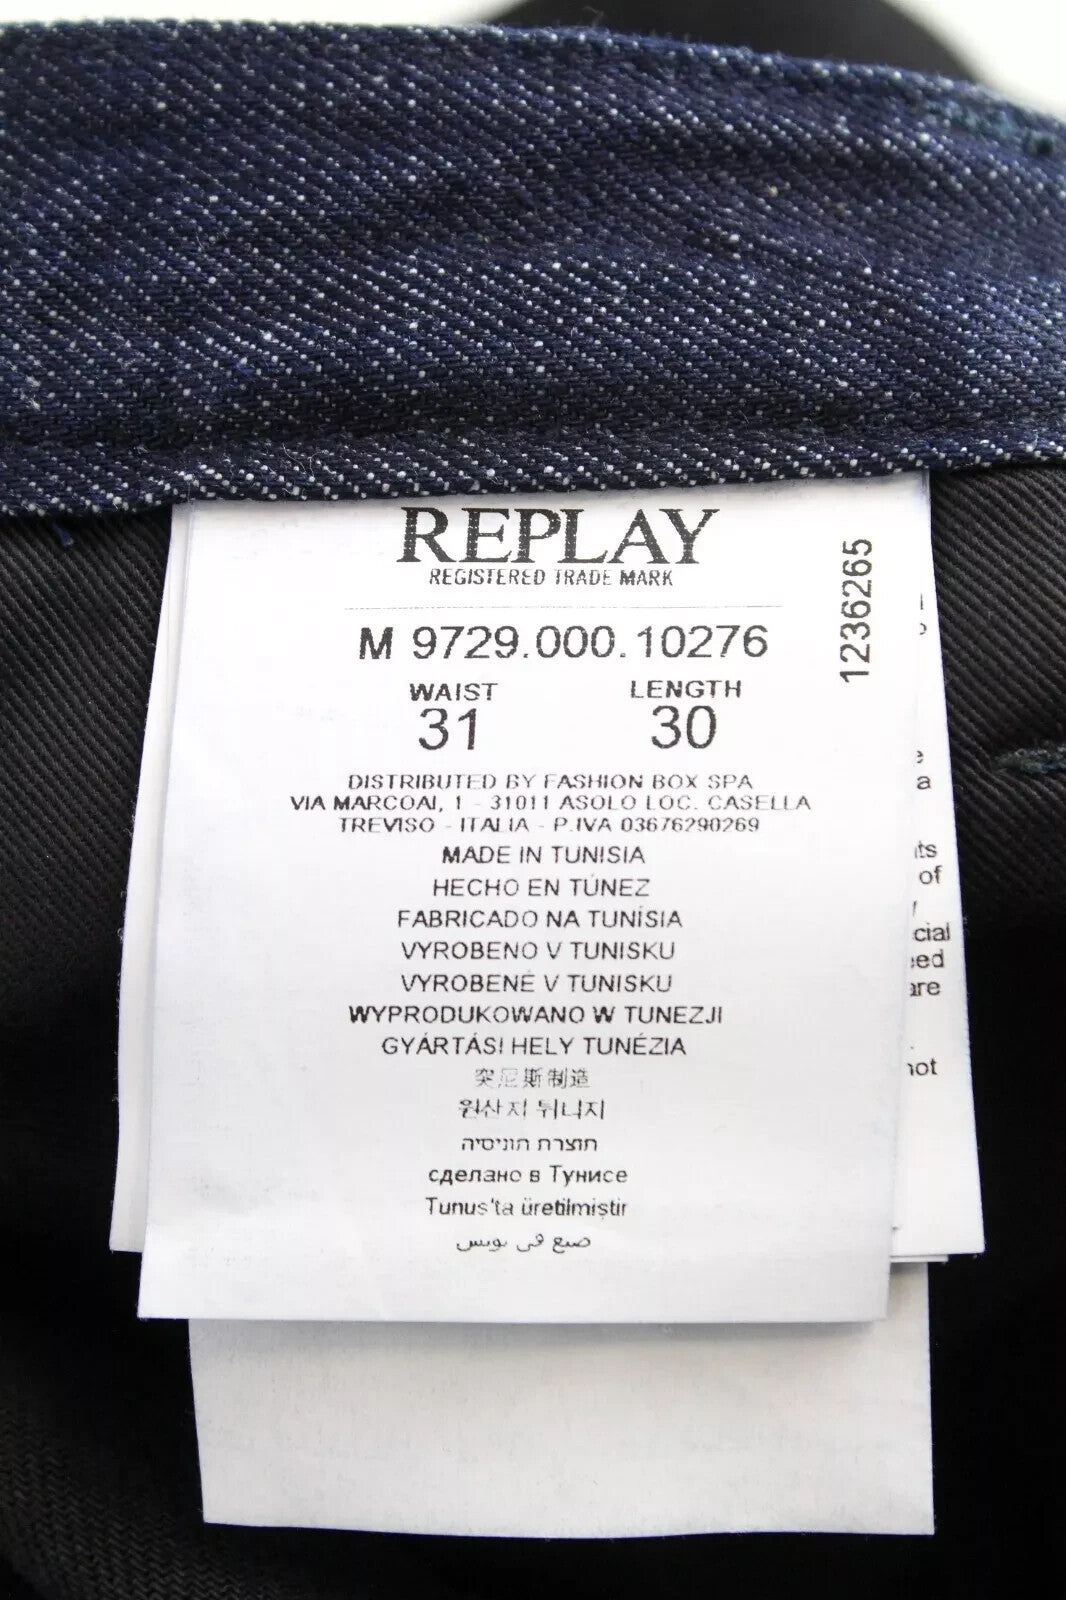 REPLAY
REGISTERED TRADE MARK
M 9729.000.10276
1236265
WAIST LENGTH
31 30
DISTRIBUTED BY FASHION BOX SPA
VIA MARCOAI, 1 - 31011 ASOLO LOC. CASELLA
TREVISO - ITALIA - P.IVA 03676290269
MADE IN TUNISIA
HECHO EN TÚNEZ
FABRICADO NA TUNÍSIA
VYROBENO V TUNISKU
VYROBENÉ V TUNISKU
WYPRODUKOWANO W TUNEZJI
GYÁRTÁSI HELY TUNÉZIA
突尼斯制造
원산지 튀니지
תוצרת תוניסיה
сделано в Тунисе
Tunus'ta üretilmiştir
صنع في تونس
of
are